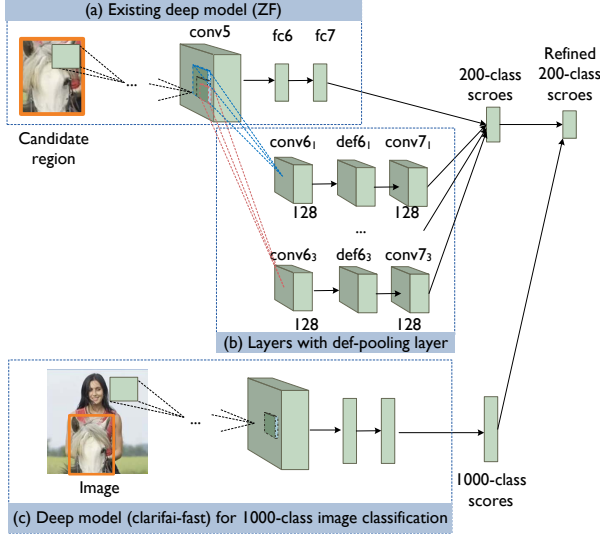 (a) Existing deep model (ZF)
conv5
fc6
fc7
...
Candidate
region
200-class
scroes
Refined
200-class
scroes
conv6₁
def6₁
conv7₁
128
128
...
conv6₃
def6₃
conv7₃
128
128
(b) Layers with def-pooling layer
...
Image
1000-class
scores
(c) Deep model (clarifai-fast) for 1000-class image classification